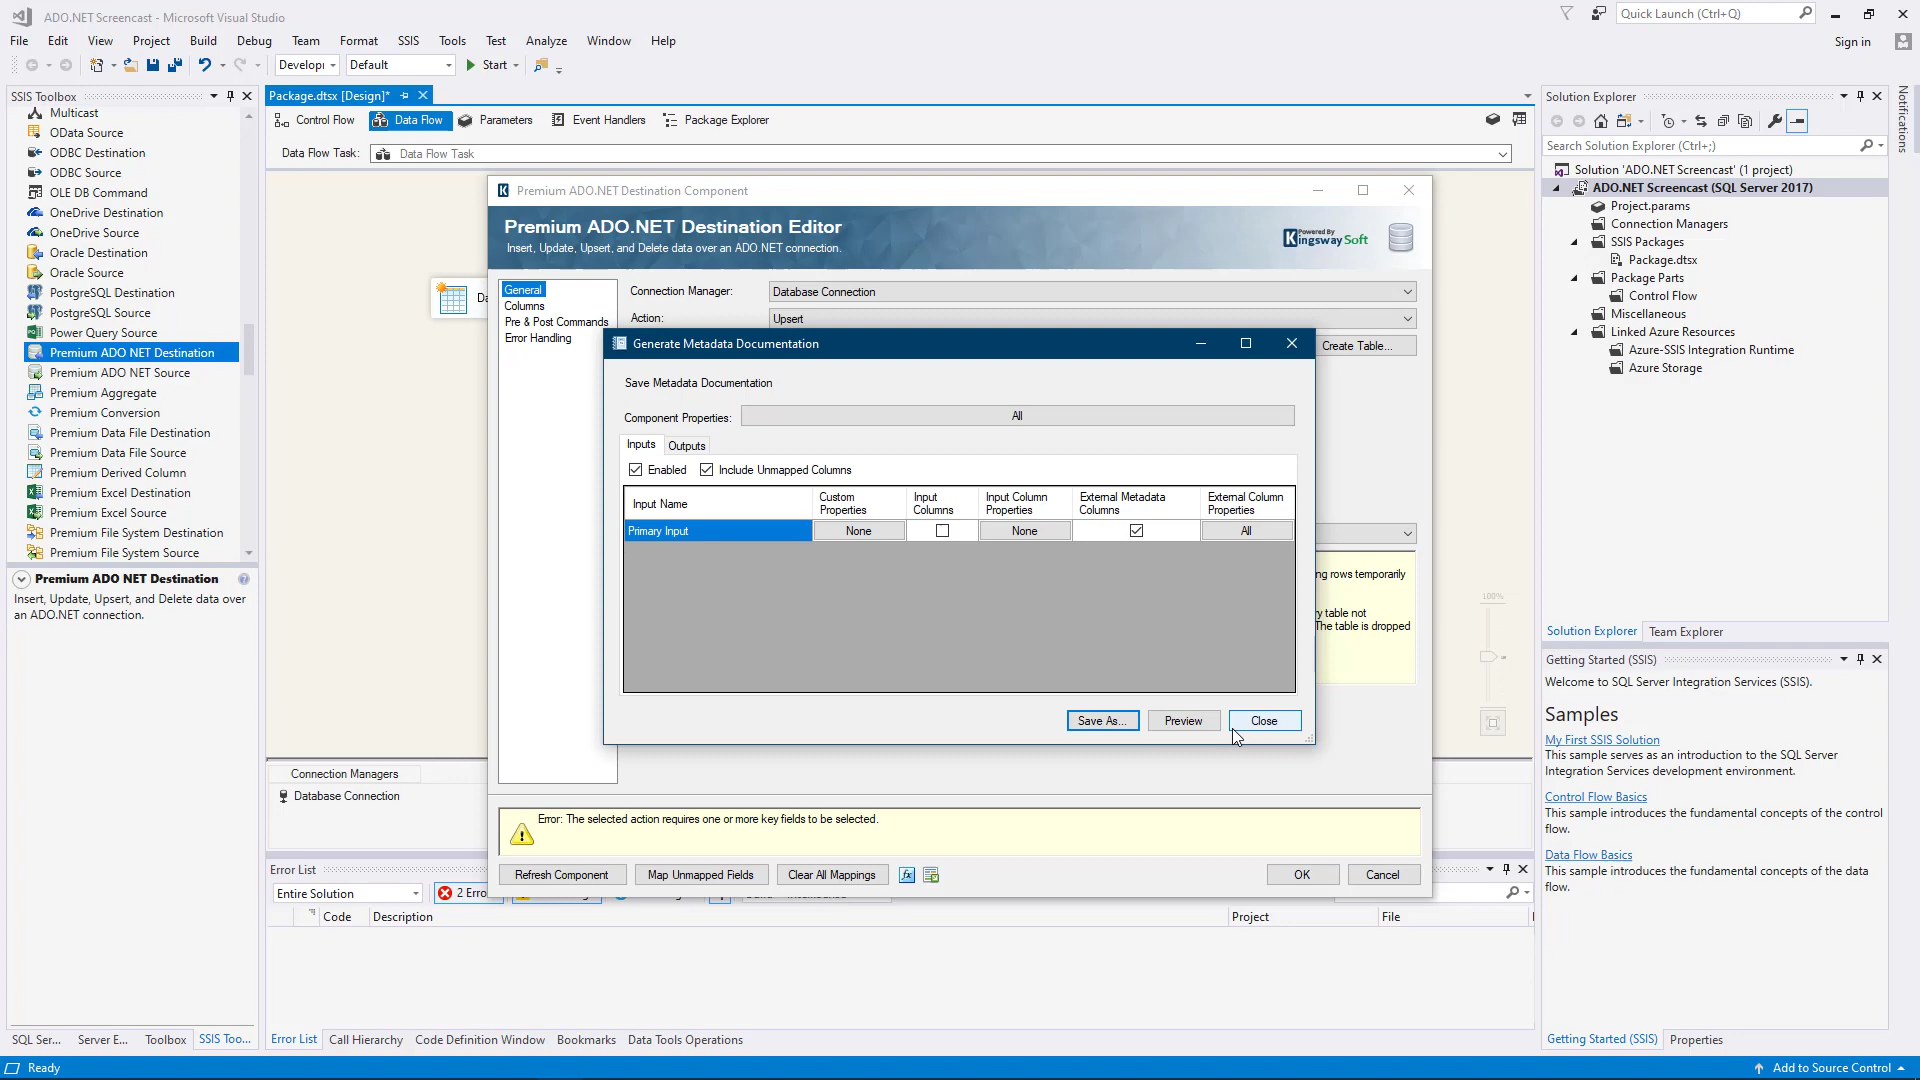 ADO.NET Screencast - Microsoft Visual Studio
Quick Launch (Ctrl+Q)
File Edit View Project Build Debug Team Format SSIS Tools Test Analyze Window Help
Sign in
Default
Start
SSIS Toolbox
Multicast
OData Source
ODBC Destination
ODBC Source
OLE DB Command
OneDrive Destination
OneDrive Source
Oracle Destination
Oracle Source
PostgreSQL Destination
PostgreSQL Source
Power Query Source
Premium ADO NET Destination
Premium ADO NET Source
Premium Aggregate
Premium Conversion
Premium Data File Destination
Premium Data File Source
Premium Derived Column
Premium Excel Destination
Premium Excel Source
Premium File System Destination
Premium File System Source
Premium ADO NET Destination
Insert, Update, Upsert, and Delete data over
an ADO.NET connection.
SQL Ser... Server E... Toolbox SSIS Too...
Package.dtsx [Design]*
Control Flow Data Flow Parameters Event Handlers Package Explorer
Data Flow Task: Data Flow Task
Premium ADO.NET Destination Component
Premium ADO.NET Destination Editor
Insert, Update, Upsert, and Delete data over an ADO.NET connection.
Powered By
KingswaySoft
General
Columns
Pre & Post Commands
Error Handling
Connection Manager: Database Connection
Action: Upsert
Create Table...
Generate Metadata Documentation
Save Metadata Documentation
Component Properties: All
Inputs Outputs
Enabled Include Unmapped Columns
Input Name Custom Properties Input Columns Input Column Properties External Metadata Columns External Column Properties
Primary Input None None All
Save As... Preview Close
ng rows temporarily
y table not
The table is dropped
100%
Error: The selected action requires one or more key fields to be selected.
Refresh Component Map Unmapped Fields Clear All Mappings fx OK Cancel
Connection Managers
Database Connection
Error List
Entire Solution
Code Description Project File
Error List Call Hierarchy Code Definition Window Bookmarks Data Tools Operations
Solution Explorer
Search Solution Explorer (Ctrl+;)
Solution 'ADO.NET Screencast' (1 project)
ADO.NET Screencast (SQL Server 2017)
Project.params
Connection Managers
SSIS Packages
Package.dtsx
Package Parts
Control Flow
Miscellaneous
Linked Azure Resources
Azure-SSIS Integration Runtime
Azure Storage
Solution Explorer Team Explorer
Getting Started (SSIS)
Welcome to SQL Server Integration Services (SSIS).
Samples
My First SSIS Solution
This sample serves as an introduction to the SQL Server
Integration Services development environment.
Control Flow Basics
This sample introduces the fundamental concepts of the control
flow.
Data Flow Basics
This sample introduces the fundamental concepts of the data
flow.
Getting Started (SSIS) Properties
Notifications
Ready
Add to Source Control